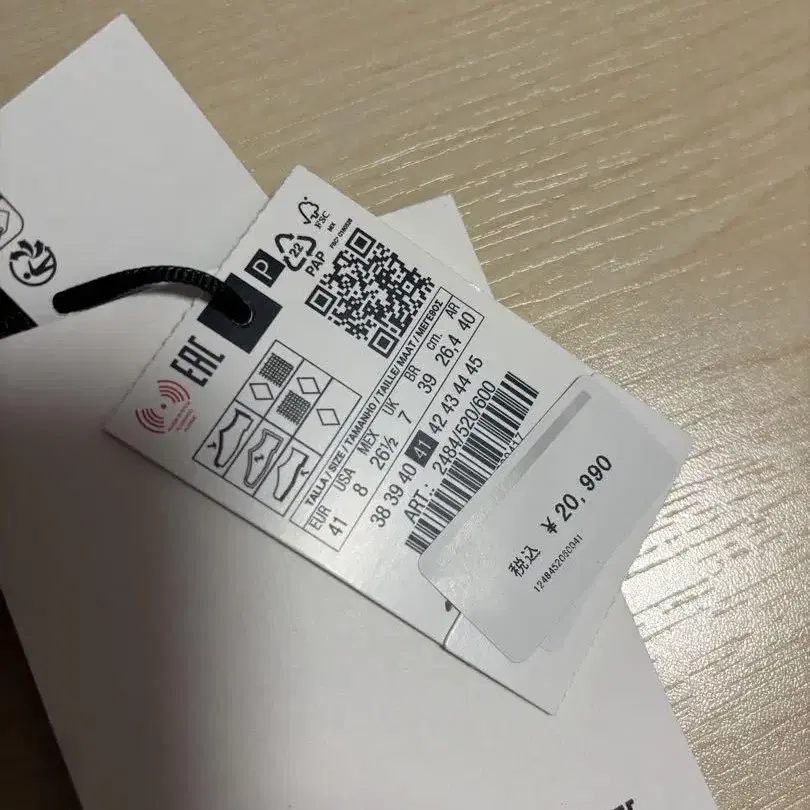 FSC
MIX
22
PAP
P
EAC
TALLA / SIZE / TAMANHO / TAILLE / MAAT / ΜΕΓΕΘΟΣ
EUR USA MEX UK BR cm. AR
41 8 26½ 7 39 26.4 40
38 39 40 41 42 43 44 45
ART.: 2484/520/600
税込 ¥20,990